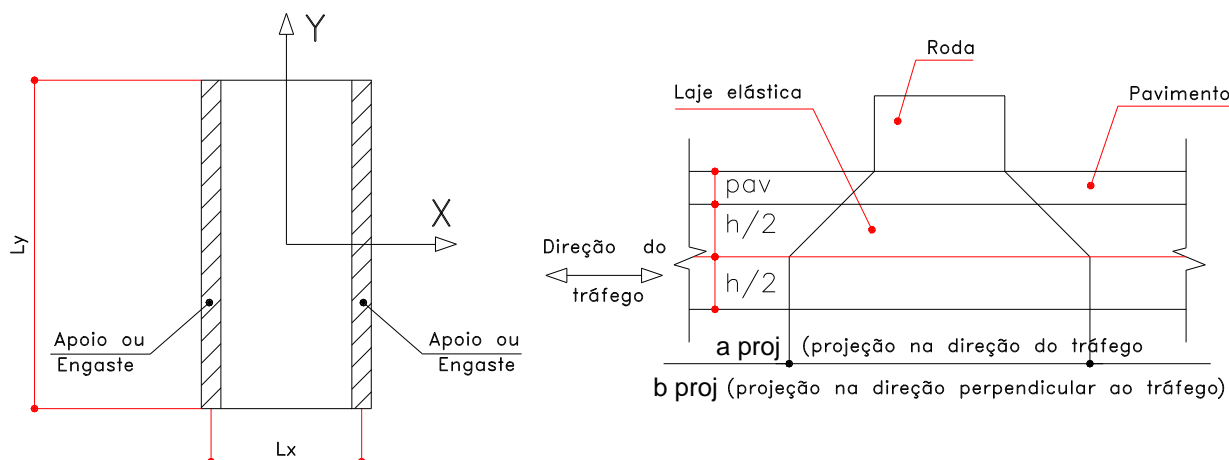 Y
X
Ly
Lx
Apoio ou
Engaste
Apoio ou
Engaste
Roda
Laje elástica
Pavimento
pav
h/2
h/2
Direção do
tráfego
a proj (projeção na direção do tráfego
b proj (projeção na direção perpendicular ao tráfego)